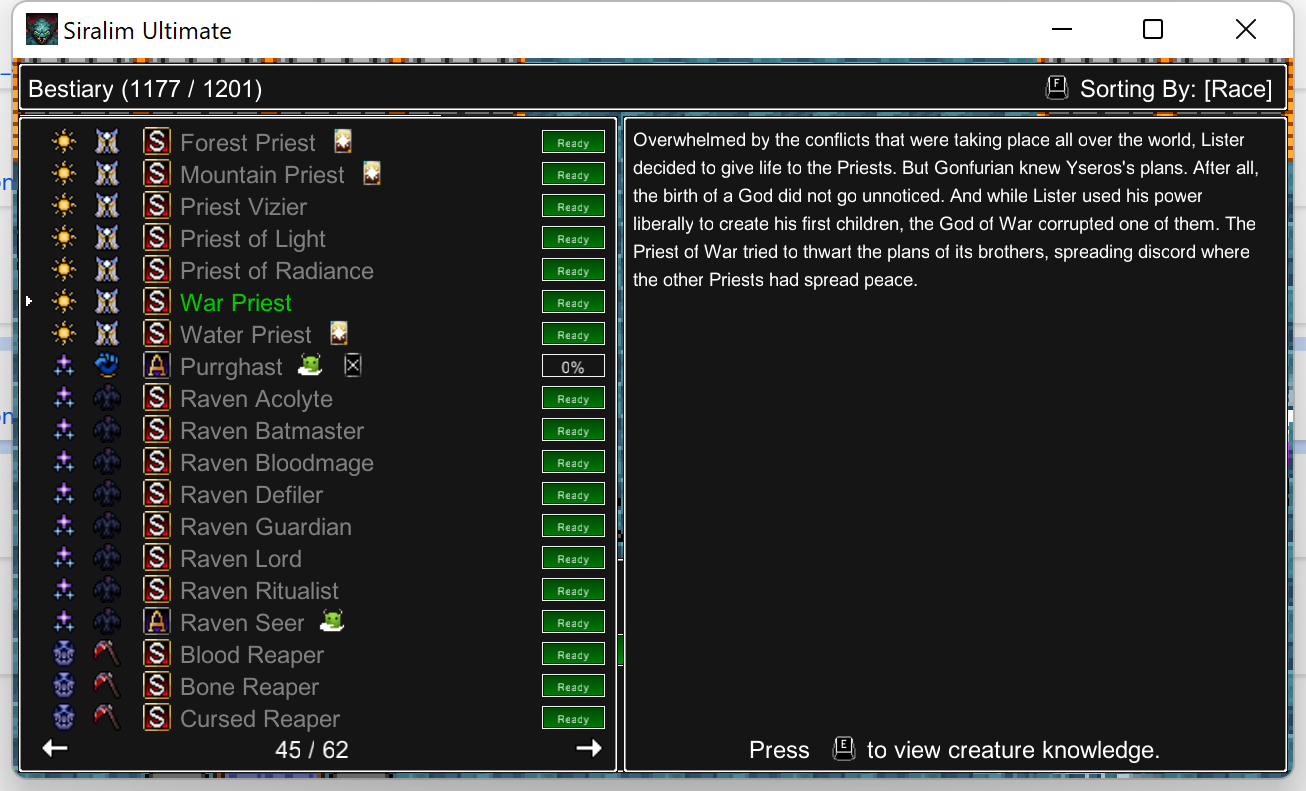 Siralim Ultimate
Bestiary (1177 / 1201)
F Sorting By: [Race]
S Forest Priest Ready
S Mountain Priest Ready
S Priest Vizier Ready
S Priest of Light Ready
S Priest of Radiance Ready
S War Priest Ready
S Water Priest Ready
A Purrghast 0%
S Raven Acolyte Ready
S Raven Batmaster Ready
S Raven Bloodmage Ready
S Raven Defiler Ready
S Raven Guardian Ready
S Raven Lord Ready
S Raven Ritualist Ready
A Raven Seer Ready
S Blood Reaper Ready
S Bone Reaper Ready
S Cursed Reaper Ready
45 / 62
Overwhelmed by the conflicts that were taking place all over the world, Lister
decided to give life to the Priests. But Gonfurian knew Yseros's plans. After all,
the birth of a God did not go unnoticed. And while Lister used his power
liberally to create his first children, the God of War corrupted one of them. The
Priest of War tried to thwart the plans of its brothers, spreading discord where
the other Priests had spread peace.
Press E to view creature knowledge.